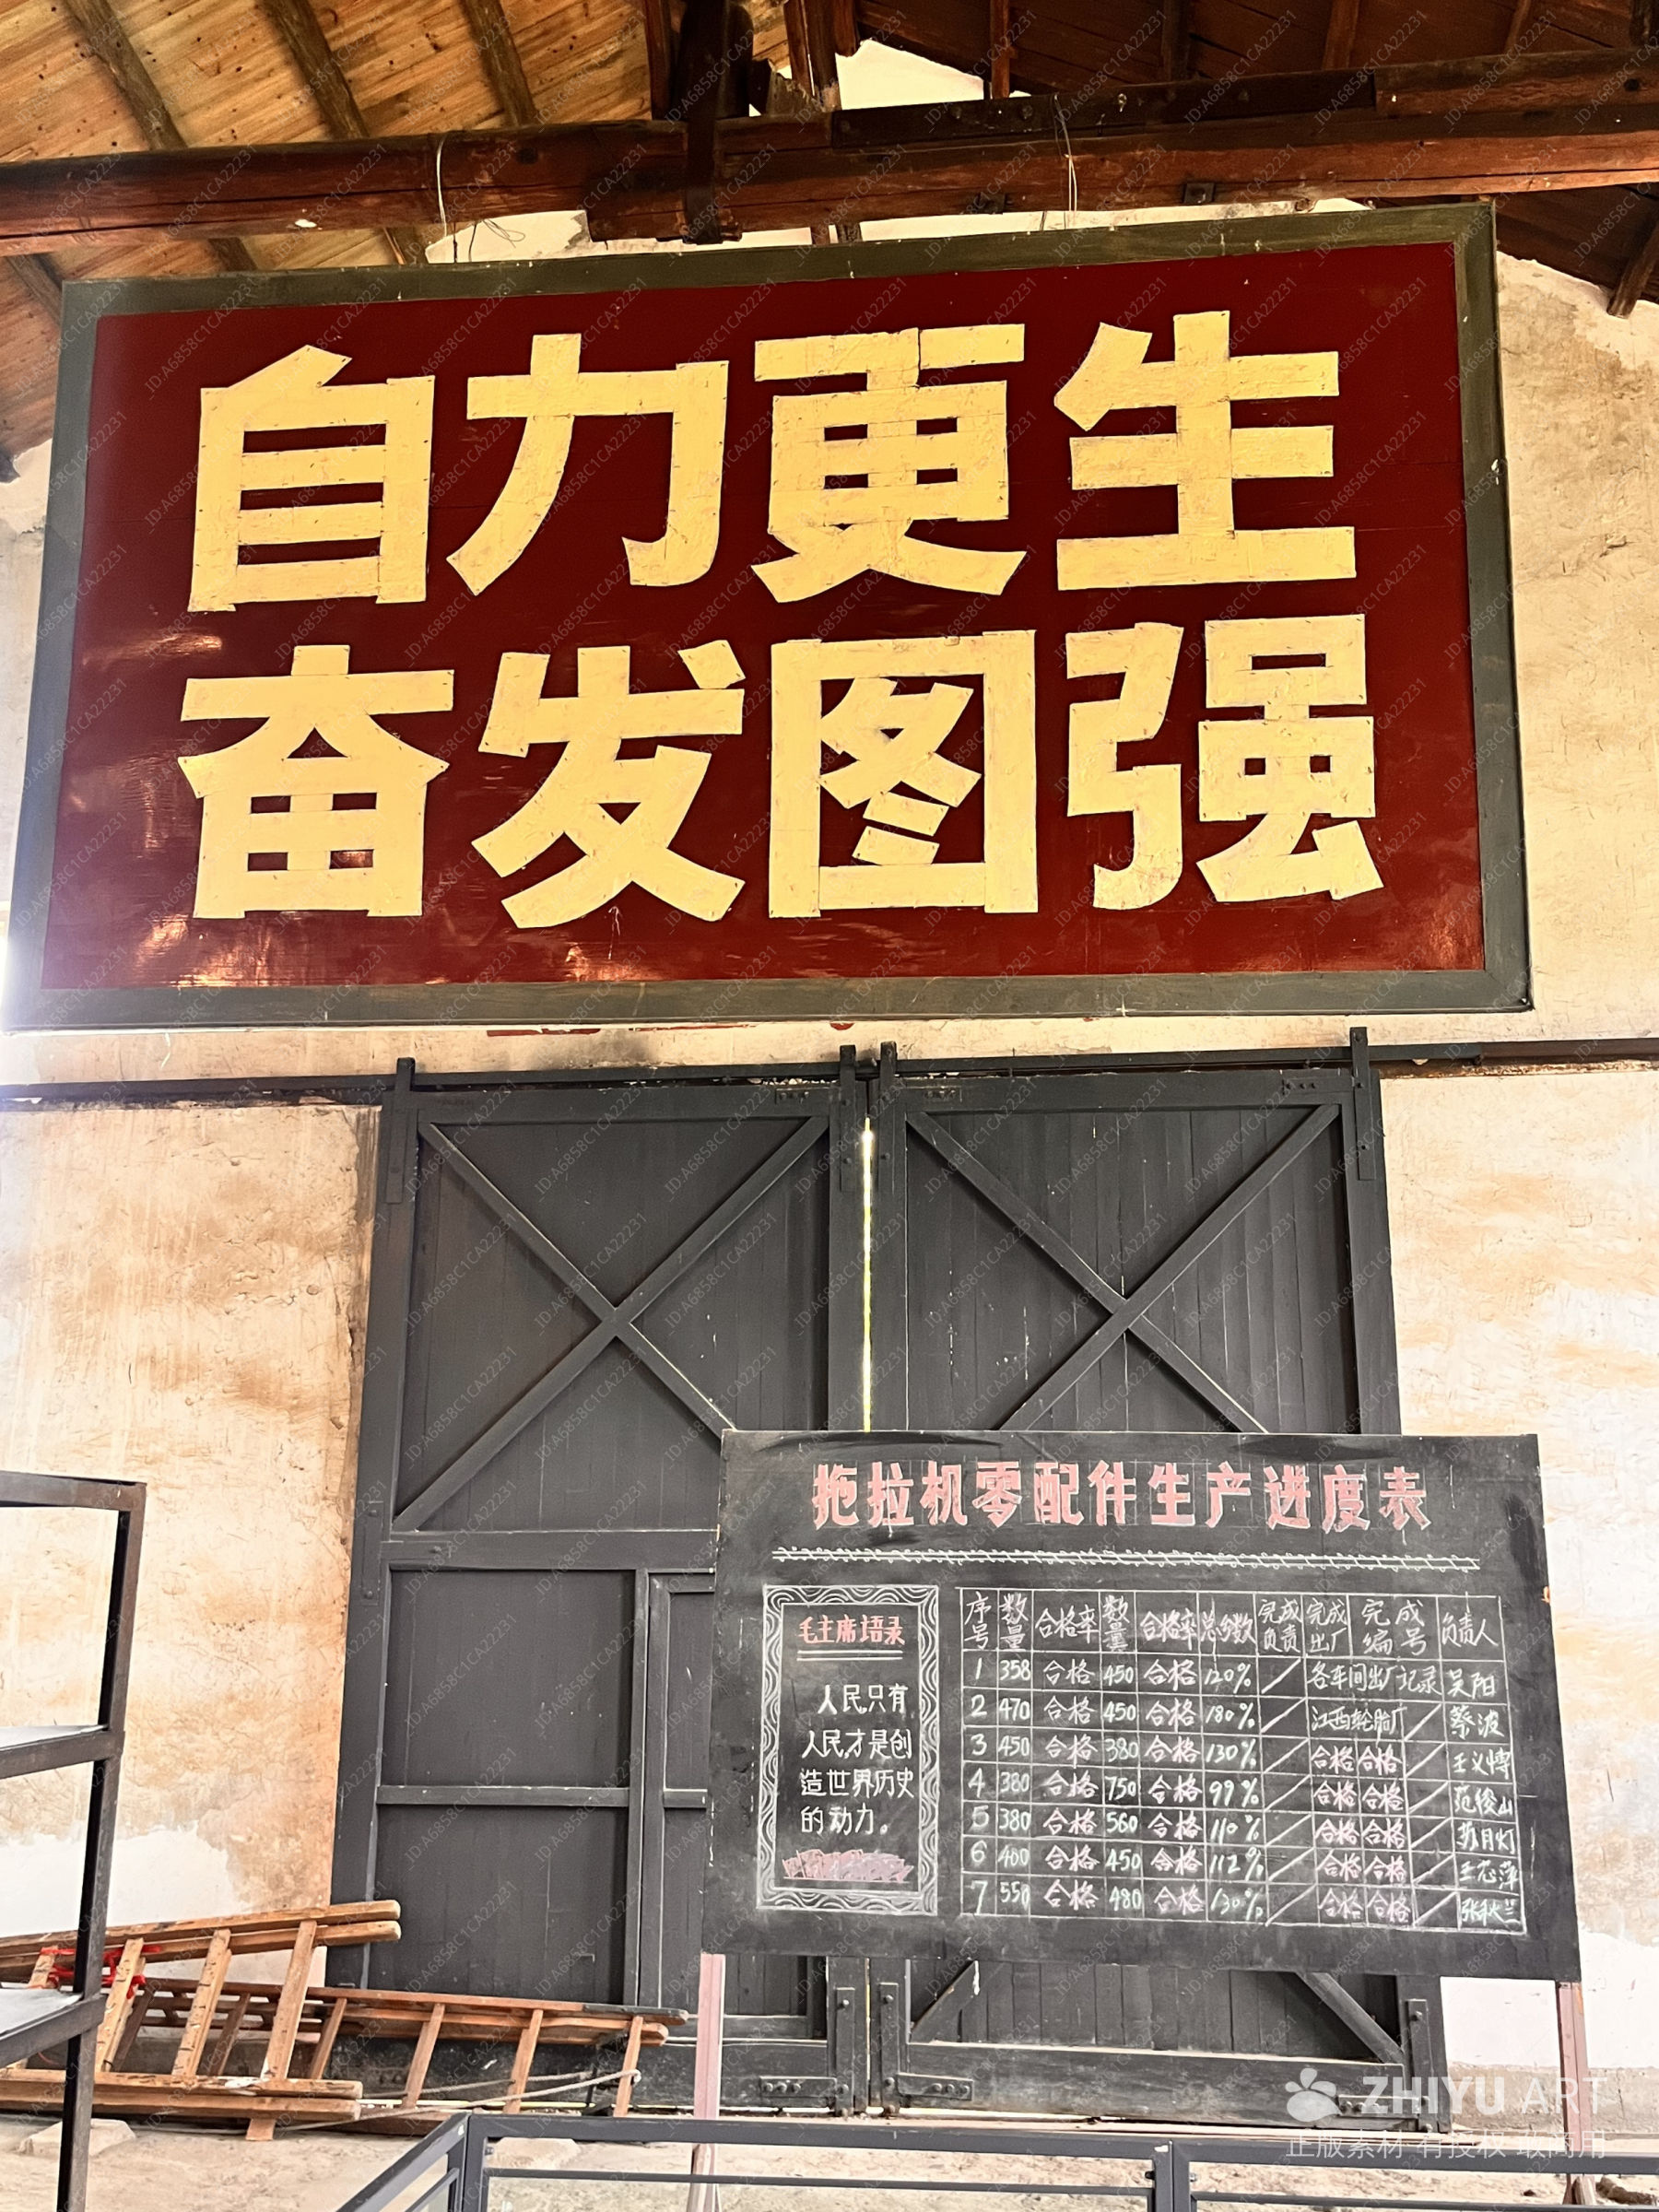 自力更生
奋发图强
拖拉机零配件生产进度表
毛主席语录
人民,只有
人民,才是创
造世界历史
的动力。
序号 数量 合格率 数量 合格率 总分数 完成负责 完成出厂 完成编号 负责人
1 358 合格 450 合格 120% 各车间出厂记录 吴阳
2 470 合格 450 合格 180% 江西轮胎厂 蔡波
3 450 合格 380 合格 130% 合格 合格
4 380 合格 750 合格 99% 合格 合格 范俊山
5 380 合格 560 合格 110% 合格 合格 苏月灯
6 400 合格 450 合格 112% 合格 合格 王志萍
7 550 合格 480 合格 130% 合格 合格 张秋兰
ZHIYU ART
正版素材 有授权 敢商用
ID:A6858C1CA22231